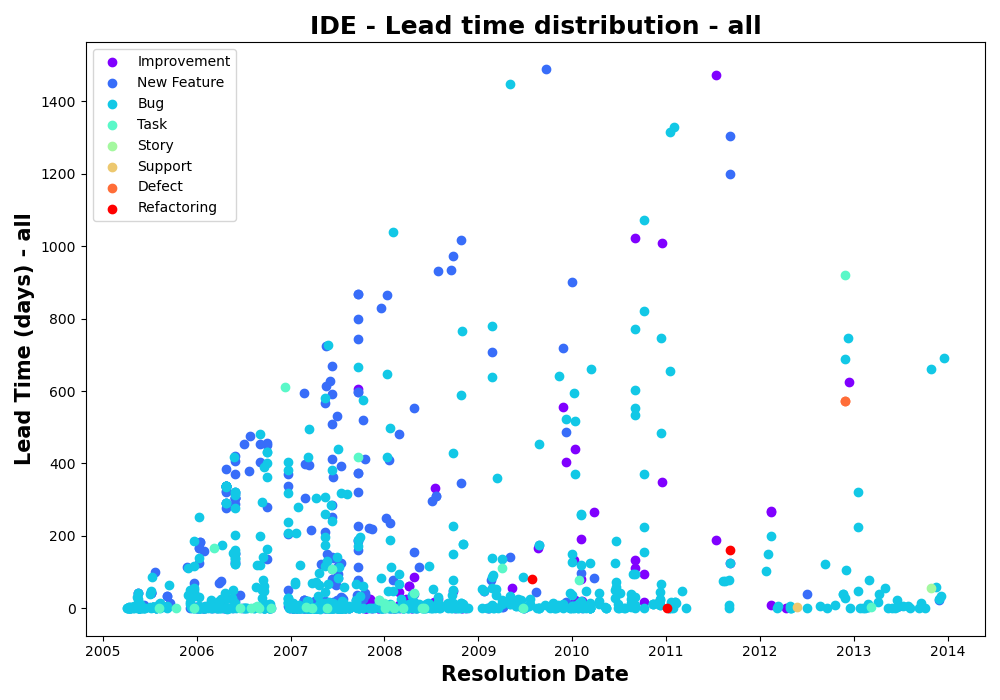 IDE - Lead time distribution - all
Improvement
New Feature
Bug
Task
Story
Support
Defect
Refactoring
Lead Time (days) - all
1400
1200
1000
800
600
400
200
0
2005 2006 2007 2008 2009 2010 2011 2012 2013 2014
Resolution Date